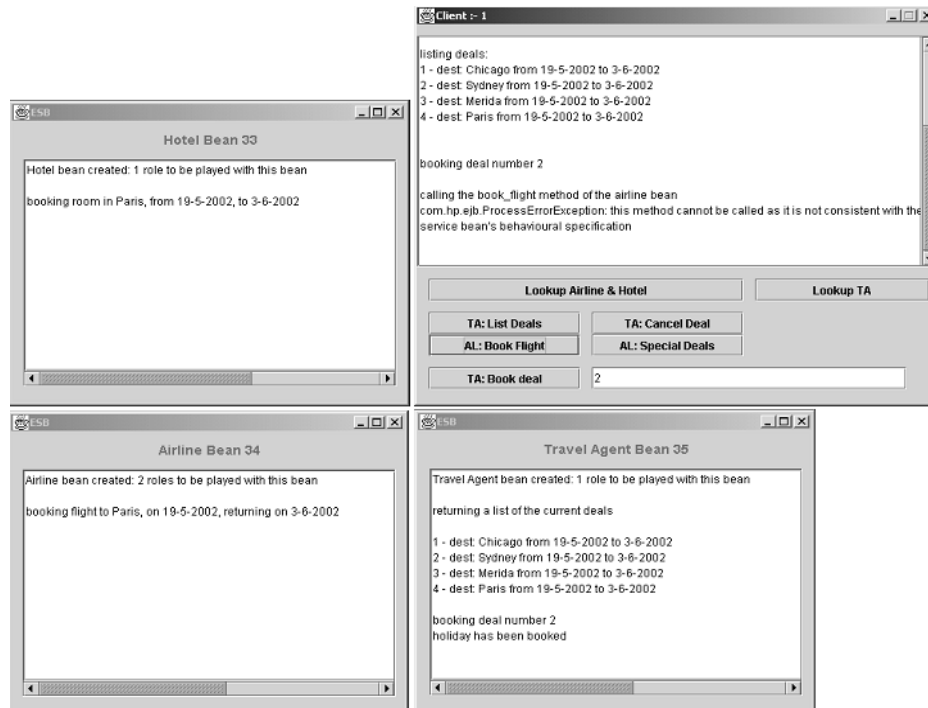 ESB
Hotel Bean 33
Hotel bean created: 1 role to be played with this bean
booking room in Paris, from 19-5-2002, to 3-6-2002
Client :- 1
listing deals:
1 - dest: Chicago from 19-5-2002 to 3-6-2002
2 - dest: Sydney from 19-5-2002 to 3-6-2002
3 - dest: Merida from 19-5-2002 to 3-6-2002
4 - dest: Paris from 19-5-2002 to 3-6-2002
booking deal number 2
calling the book_flight method of the airline bean
com.hp.ejb.ProcessErrorException: this method cannot be called as it is not consistent with the
service bean's behavioural specification
Lookup Airline & Hotel
Lookup TA
TA: List Deals
TA: Cancel Deal
AL: Book Flight
AL: Special Deals
TA: Book deal
2
ESB
Airline Bean 34
Airline bean created: 2 roles to be played with this bean
booking flight to Paris, on 19-5-2002, returning on 3-6-2002
ESB
Travel Agent Bean 35
Travel Agent bean created: 1 role to be played with this bean
returning a list of the current deals
1 - dest: Chicago from 19-5-2002 to 3-6-2002
2 - dest: Sydney from 19-5-2002 to 3-6-2002
3 - dest: Merida from 19-5-2002 to 3-6-2002
4 - dest: Paris from 19-5-2002 to 3-6-2002
booking deal number 2
holiday has been booked